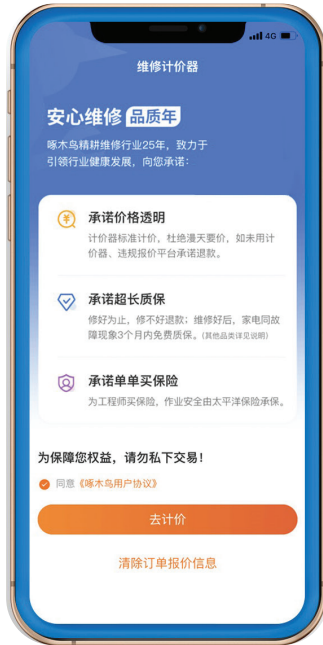 4G
维修计价器
安心维修 品质年
啄木鸟精耕维修行业25年，致力于
引领行业健康发展，向您承诺：
承诺价格透明
计价器标准计价，杜绝漫天要价，如未用计
价器、违规报价平台承诺退款。
承诺超长质保
修好为止，修不好退款；维修好后，家电同故
障现象3个月内免费质保。(其他品类详见说明)
承诺单单买保险
为工程师买保险，作业安全由太平洋保险承保。
为保障您权益，请勿私下交易！
同意《啄木鸟用户协议》
去计价
清除订单报价信息